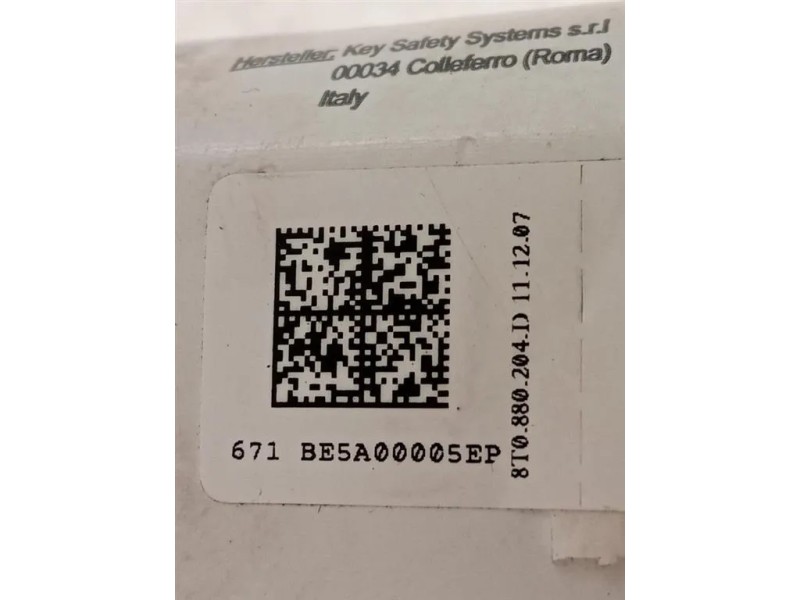 Hersteller: Key Safety Systems s.r.l
00034 Colleferro (Roma)
Italy
671 BE5A00005EP
8T0.880.204.D 11.12.07